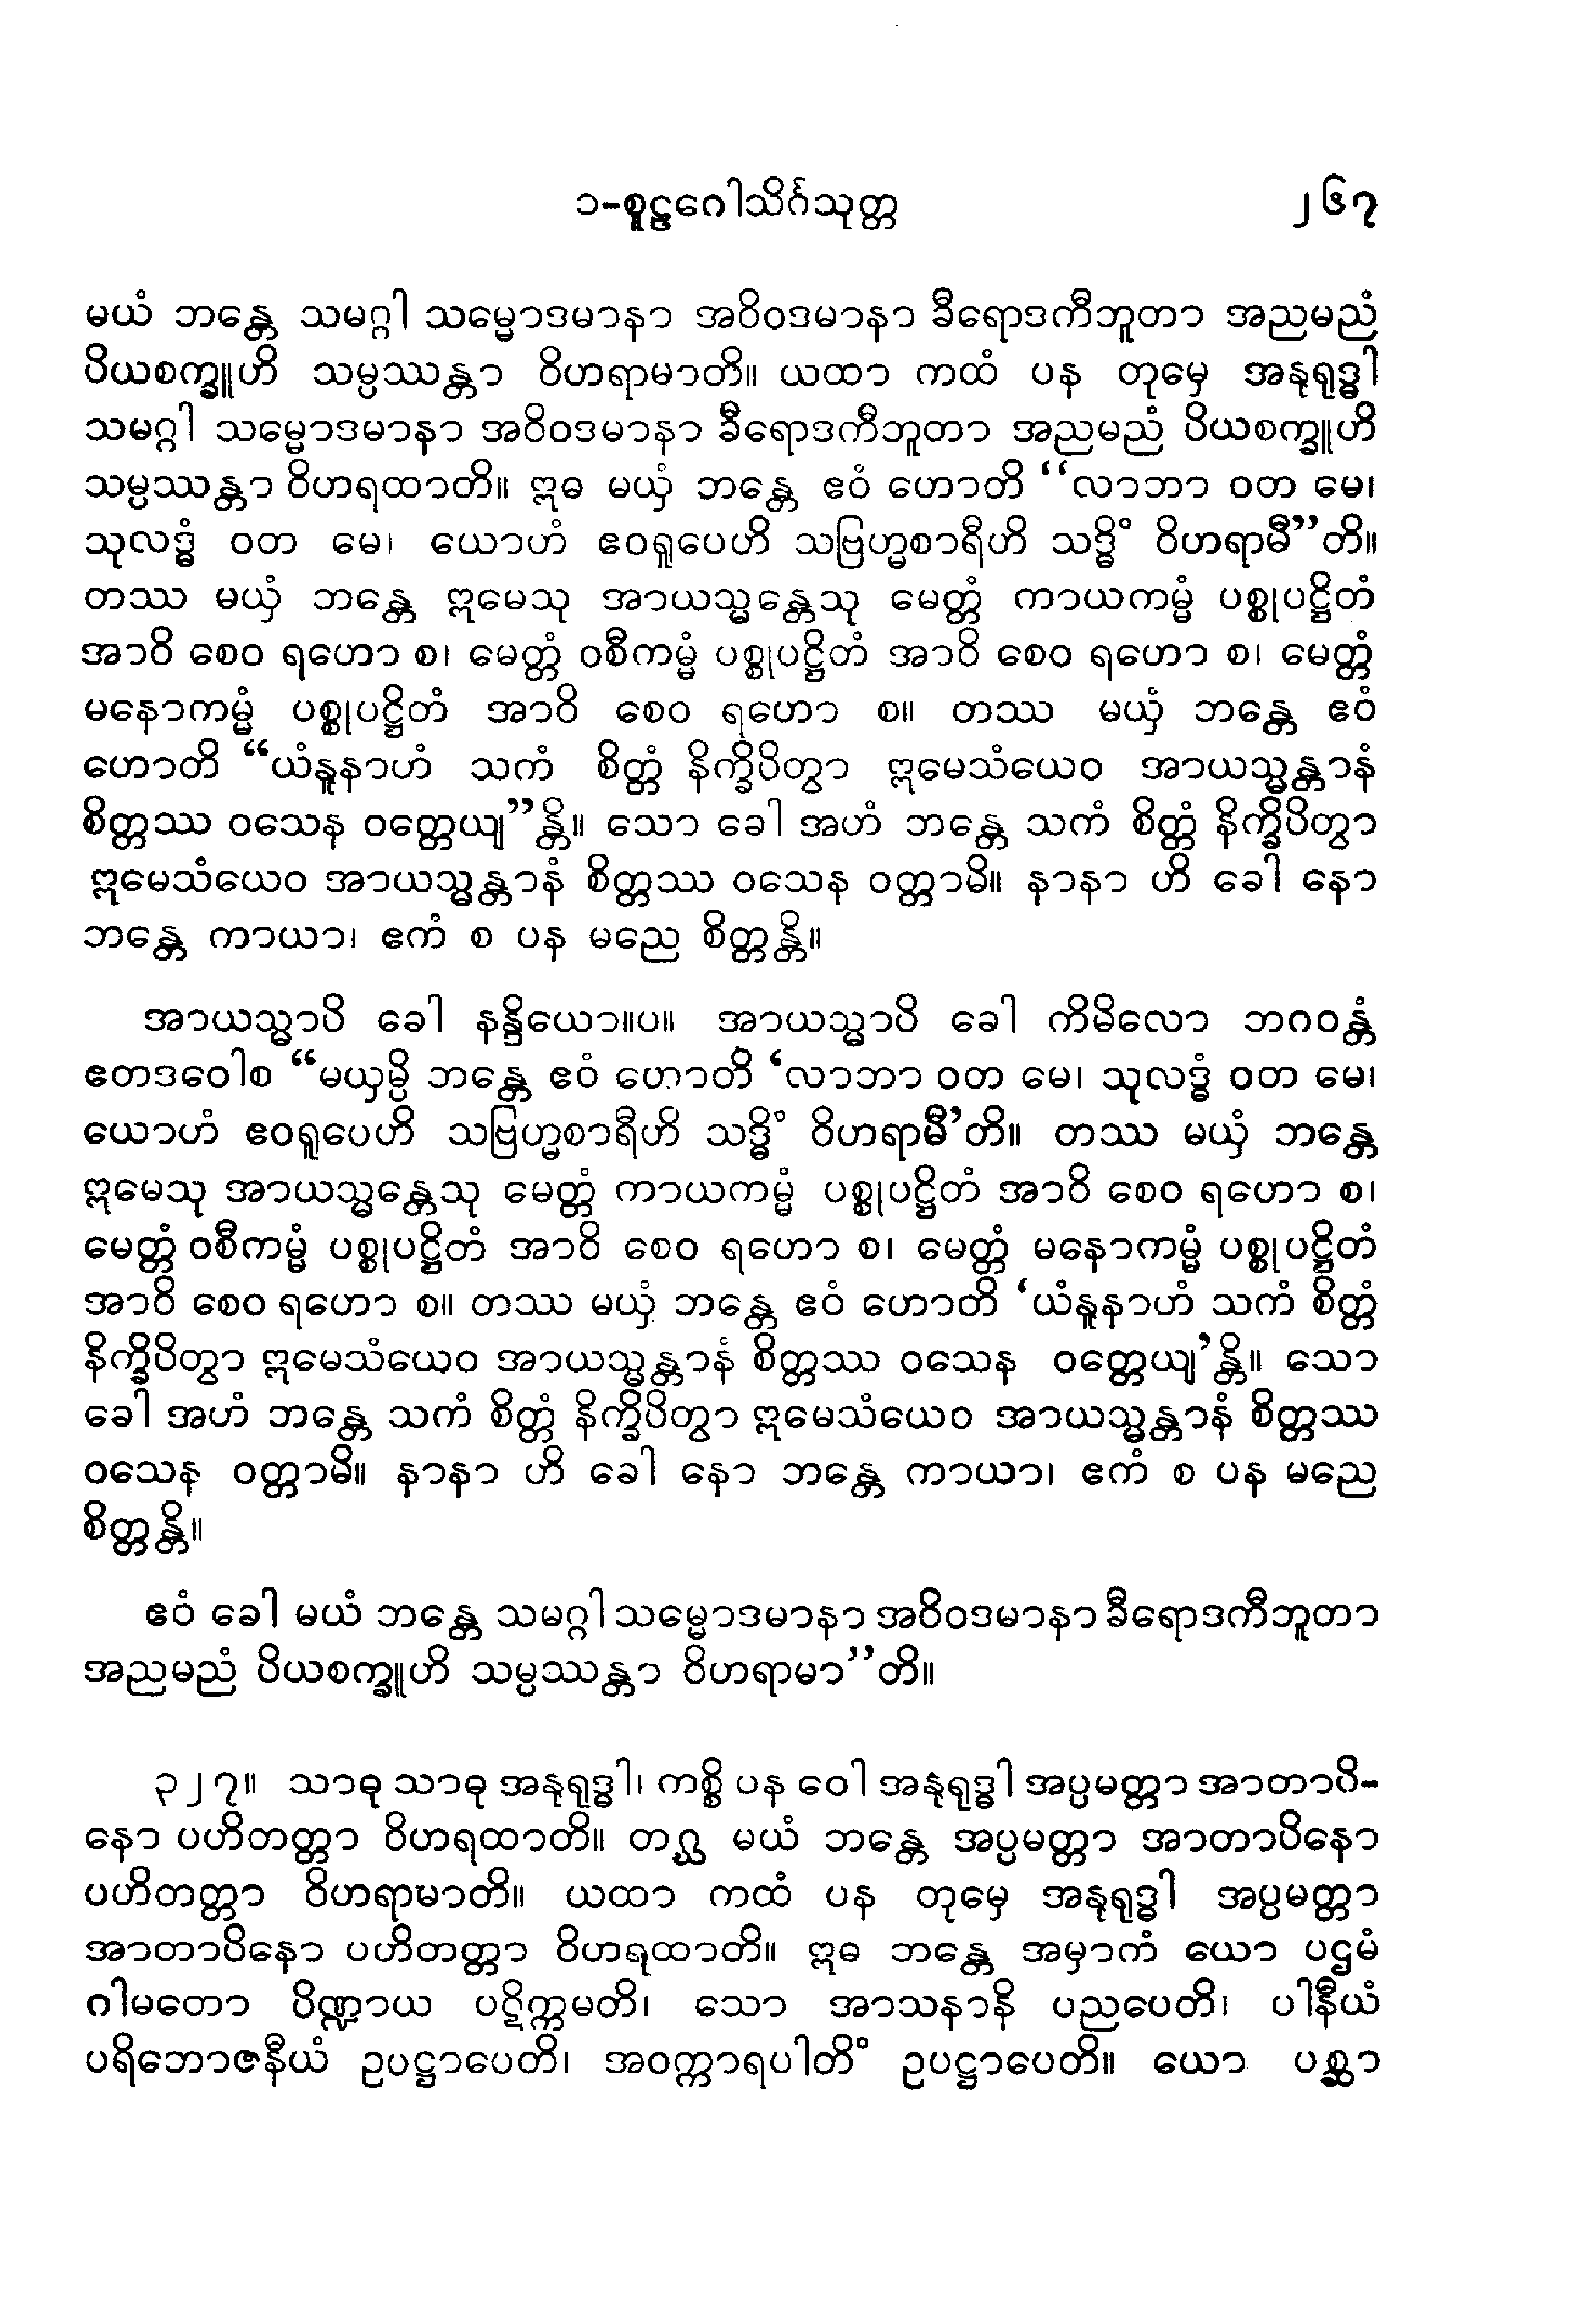 ၁-စူဠဂေါသိင်္ဂသုတ္တ ၂၆၇
မယံ ဘန္တေ သမဂ္ဂါ သမ္မောဒမာနာ အဝိဝဒမာနာ ခီရောဒကီဘူတာ အညမညံ
ပိယစက္ခူဟိ သမ္ပဿန္တာ ဝိဟရာမာတိ။ ယထာ ကထံ ပန တုမှေ အနုရုဒ္ဓါ
သမဂ္ဂါ သမ္မောဒမာနာ အဝိဝဒမာနာ ခီရောဒကီဘူတာ အညမညံ ပိယစက္ခူဟိ
သမ္ပဿန္တာ ဝိဟရထာတိ။ ဣဓ မယှံ ဘန္တေ ဧဝံ ဟောတိ “လာဘာ ဝတ မေ၊
သုလဒ္ဓံ ဝတ မေ၊ ယောဟံ ဧဝရူပေဟိ သဗြဟ္မစာရီဟိ သဒ္ဓိံ ဝိဟရာမီ”တိ။
တဿ မယှံ ဘန္တေ ဣမေသု အာယသ္မန္တေသု မေတ္တံ ကာယကမ္မံ ပစ္စုပဋ္ဌိတံ
အာဝိ စေဝ ရဟော စ၊ မေတ္တံ ဝစီကမ္မံ ပစ္စုပဋ္ဌိတံ အာဝိ စေဝ ရဟော စ၊ မေတ္တံ
မနောကမ္မံ ပစ္စုပဋ္ဌိတံ အာဝိ စေဝ ရဟော စ။ တဿ မယှံ ဘန္တေ ဧဝံ
ဟောတိ “ယံနူနာဟံ သကံ စိတ္တံ နိက္ခိပိတွာ ဣမေသံယေဝ အာယသ္မန္တာနံ
စိတ္တဿ ဝသေန ဝတ္တေယျ”န္တိ။ သော ခေါ အဟံ ဘန္တေ သကံ စိတ္တံ နိက္ခိပိတွာ
ဣမေသံယေဝ အာယသ္မန္တာနံ စိတ္တဿ ဝသေန ဝတ္တာမိ။ နာနာ ဟိ ခေါ နော
ဘန္တေ ကာယာ၊ ဧကံ စ ပန မညေ စိတ္တန္တိ။
အာယသ္မာပိ ခေါ နန္ဒိယော။ပ။ အာယသ္မာပိ ခေါ ကိမိလော ဘဂဝန္တံ
ဧတဒဝေါစ “မယှမ္ပိ ဘန္တေ ဧဝံ ဟောတိ ‘လာဘာ ဝတ မေ၊ သုလဒ္ဓံ ဝတ မေ၊
ယောဟံ ဧဝရူပေဟိ သဗြဟ္မစာရီဟိ သဒ္ဓိံ ဝိဟရာမီ’တိ။ တဿ မယှံ ဘန္တေ
ဣမေသု အာယသ္မန္တေသု မေတ္တံ ကာယကမ္မံ ပစ္စုပဋ္ဌိတံ အာဝိ စေဝ ရဟော စ၊
မေတ္တံ ဝစီကမ္မံ ပစ္စုပဋ္ဌိတံ အာဝိ စေဝ ရဟော စ၊ မေတ္တံ မနောကမ္မံ ပစ္စုပဋ္ဌိတံ
အာဝိ စေဝ ရဟော စ။ တဿ မယှံ ဘန္တေ ဧဝံ ဟောတိ ‘ယံနူနာဟံ သကံ စိတ္တံ
နိက္ခိပိတွာ ဣမေသံယေဝ အာယသ္မန္တာနံ စိတ္တဿ ဝသေန ဝတ္တေယျ’န္တိ။ သော
ခေါ အဟံ ဘန္တေ သကံ စိတ္တံ နိက္ခိပိတွာ ဣမေသံယေဝ အာယသ္မန္တာနံ စိတ္တဿ
ဝသေန ဝတ္တာမိ။ နာနာ ဟိ ခေါ နော ဘန္တေ ကာယာ၊ ဧကံ စ ပန မညေ
စိတ္တန္တိ။
ဧဝံ ခေါ မယံ ဘန္တေ သမဂ္ဂါ သမ္မောဒမာနာ အဝိဝဒမာနာ ခီရောဒကီဘူတာ
အညမညံ ပိယစက္ခူဟိ သမ္ပဿန္တာ ဝိဟရာမာ”တိ။
၃၂၇။ သာဓု သာဓု အနုရုဒ္ဓါ၊ ကစ္စိ ပန ဝေါ အနုရုဒ္ဓါ အပ္ပမတ္တာ အာတာပိ-
နော ပဟိတတ္တာ ဝိဟရထာတိ။ တဂ္ဃ မယံ ဘန္တေ အပ္ပမတ္တာ အာတာပိနော
ပဟိတတ္တာ ဝိဟရာမာတိ။ ယထာ ကထံ ပန တုမှေ အနုရုဒ္ဓါ အပ္ပမတ္တာ
အာတာပိနော ပဟိတတ္တာ ဝိဟရထာတိ။ ဣဓ ဘန္တေ အမှာကံ ယော ပဌမံ
ဂါမတော ပိဏ္ဍာယ ပဋိက္ကမတိ၊ သော အာသနာနိ ပညပေတိ၊ ပါနီယံ
ပရိဘောဇနီယံ ဥပဋ္ဌာပေတိ၊ အဝက္ကာရပါတိံ ဥပဋ္ဌာပေတိ။ ယော ပစ္ဆာ